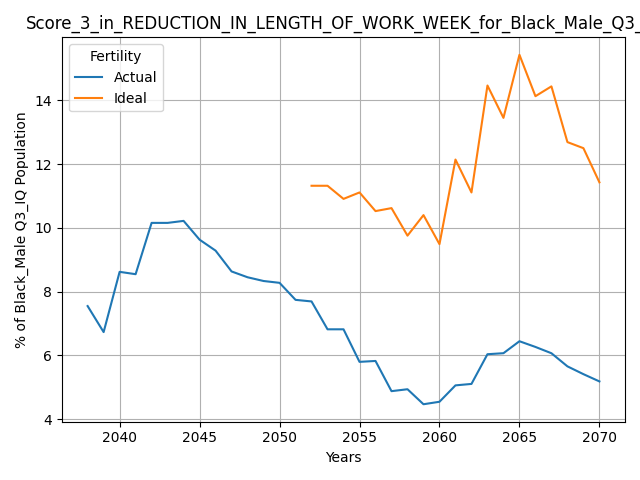 Score_3_in_REDUCTION_IN_LENGTH_OF_WORK_WEEK_for_Black_Male_Q3_
Fertility
Actual
Ideal
% of Black_Male Q3_IQ Population
14
12
10
8
6
4
2040 2045 2050 2055 2060 2065 2070
Years